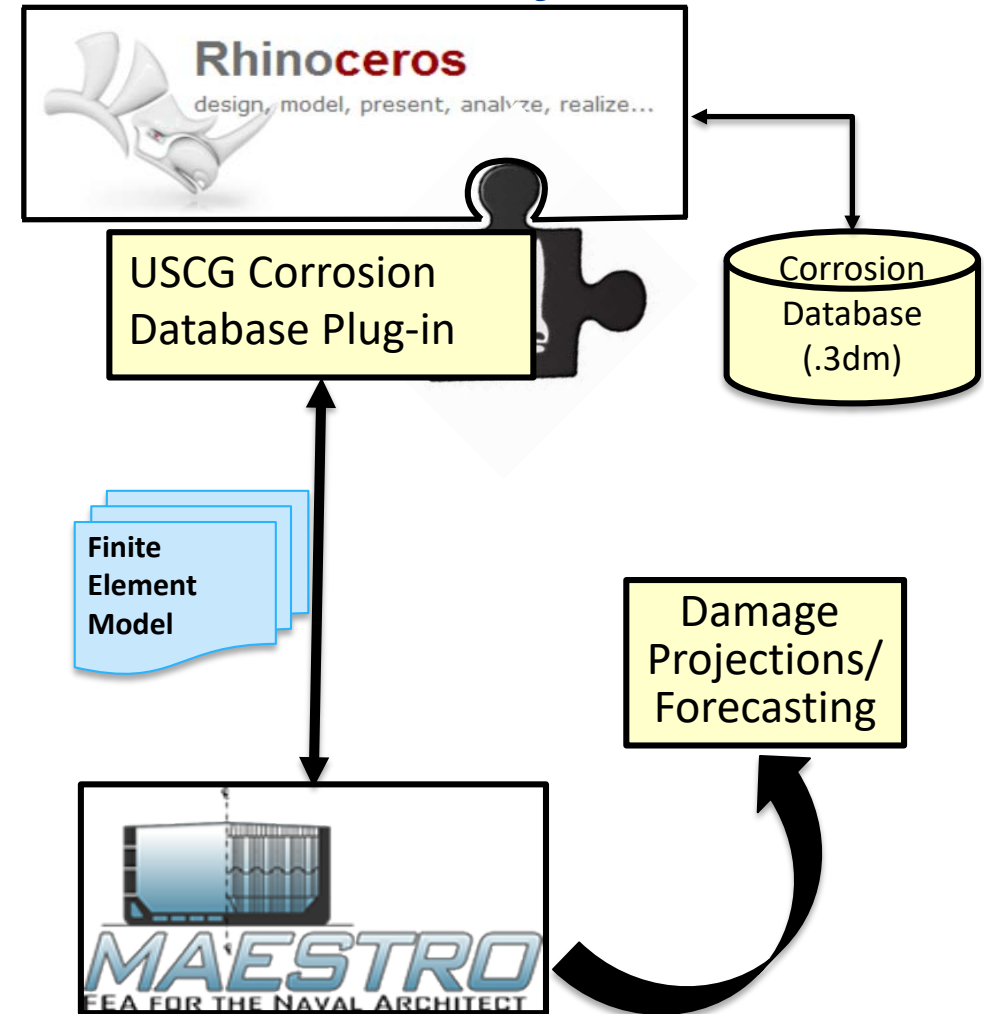 Rhinoceros
design, model, present, analyze, realize...
USCG Corrosion
Database Plug-in
Corrosion
Database
(.3dm)
Finite
Element
Model
Damage
Projections/
Forecasting
MAESTRO
FEA FOR THE NAVAL ARCHITECT